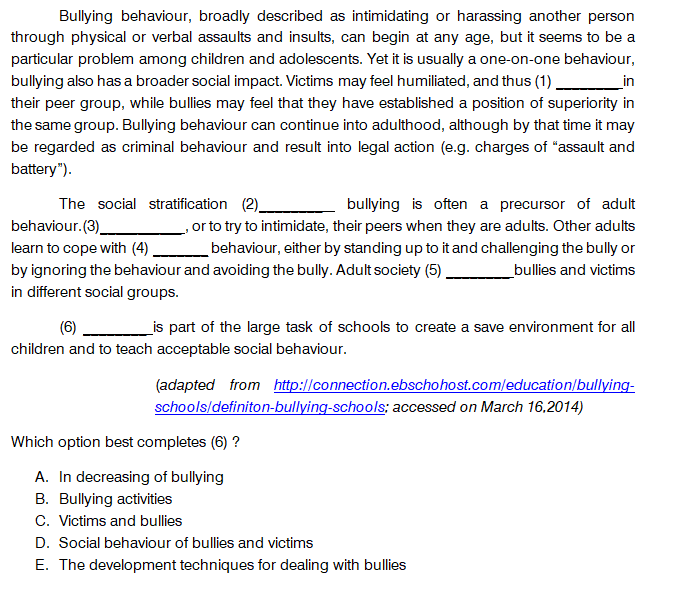 Bullying behaviour, broadly described as intimidating or harassing another person
through physical or verbal assaults and insults, can begin at any age, but it seems to be a
particular problem among children and adolescents. Yet it is usually a one-on-one behaviour,
bullying also has a broader social impact. Victims may feel humiliated, and thus (1) ________in
their peer group, while bullies may feel that they have established a position of superiority in
the same group. Bullying behaviour can continue into adulthood, although by that time it may
be regarded as criminal behaviour and result into legal action (e.g. charges of “assault and
battery”).
The social stratification (2)_________ bullying is often a precursor of adult
behaviour.(3)__________, or to try to intimidate, their peers when they are adults. Other adults
learn to cope with (4) _______ behaviour, either by standing up to it and challenging the bully or
by ignoring the behaviour and avoiding the bully. Adult society (5) ________bullies and victims
in different social groups.
(6) ________is part of the large task of schools to create a save environment for all
children and to teach acceptable social behaviour.
(adapted from http://connection.ebschohost.com/education/bullying-
schools/definiton-bullying-schools; accessed on March 16,2014)
Which option best completes (6) ?
A. In decreasing of bullying
B. Bullying activities
C. Victims and bullies
D. Social behaviour of bullies and victims
E. The development techniques for dealing with bullies